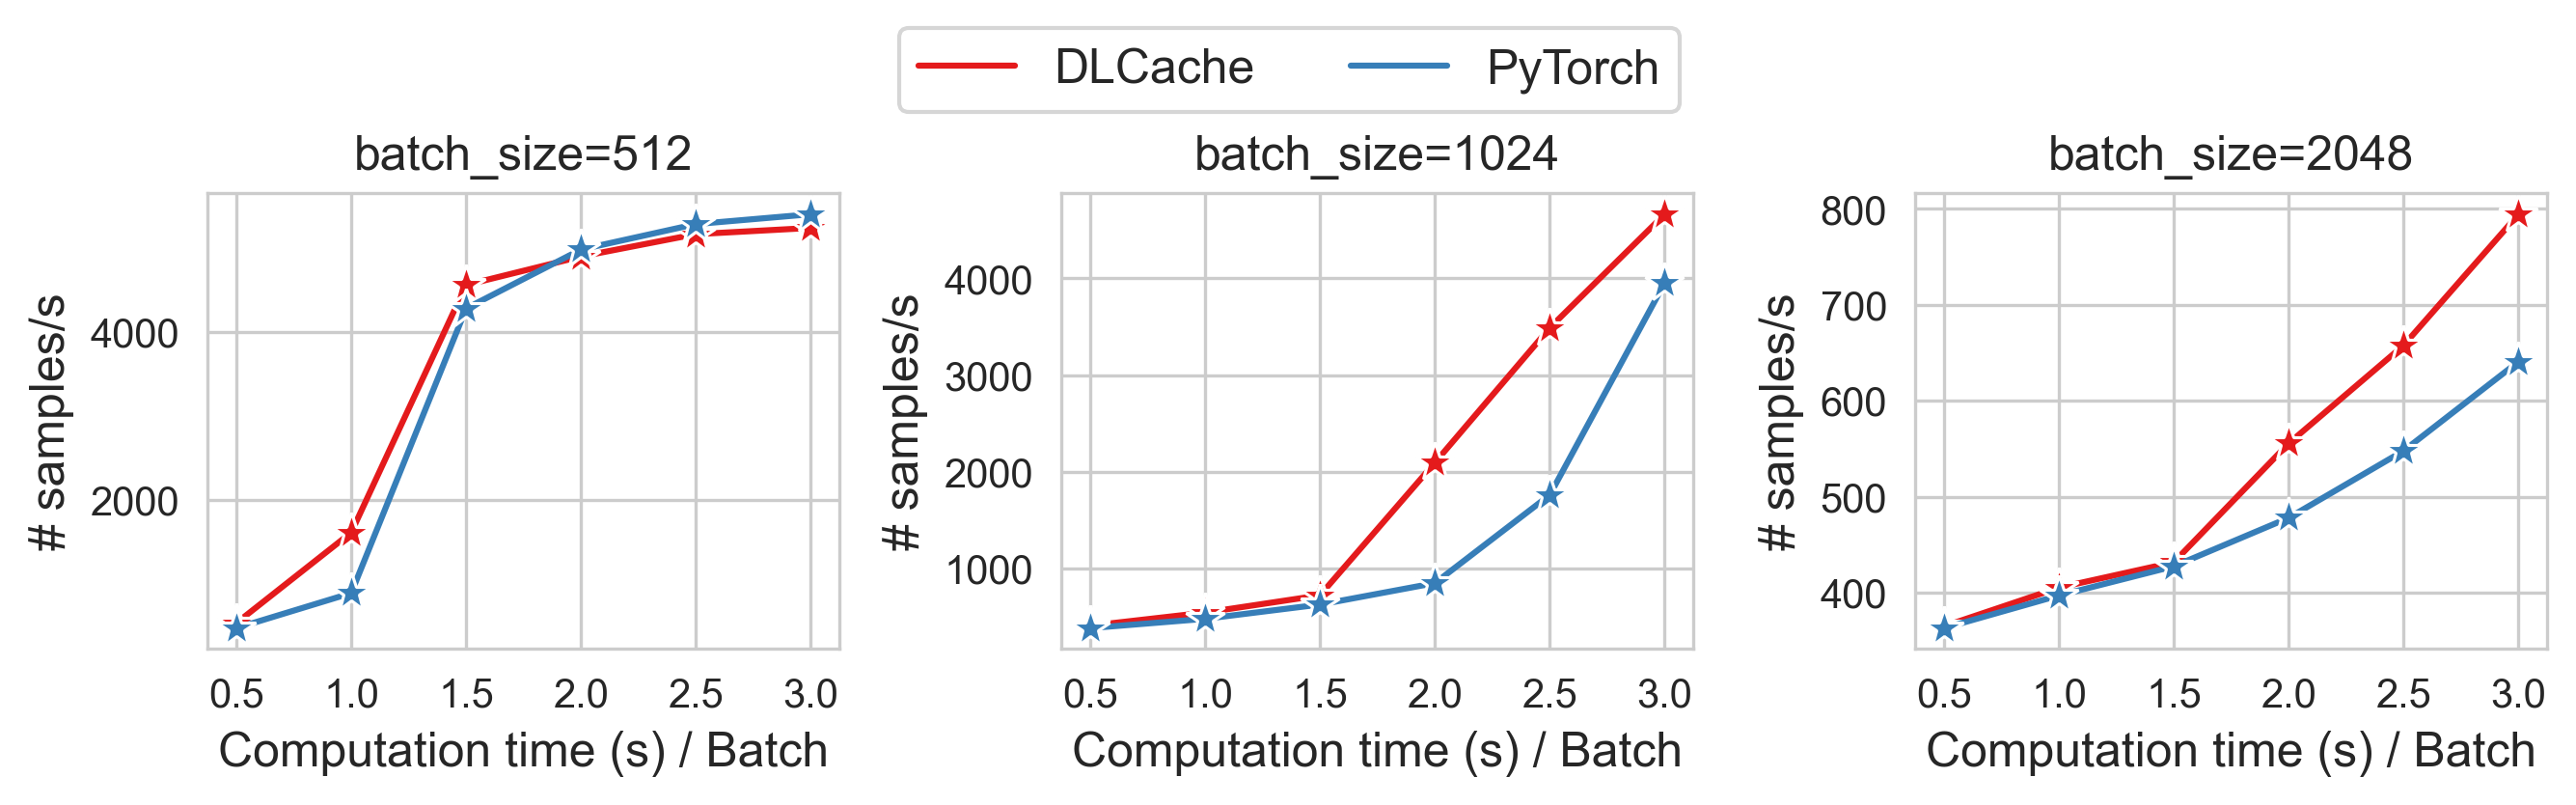 DLCache PyTorch
batch_size=512
# samples/s
4000
2000
0.5 1.0 1.5 2.0 2.5 3.0
Computation time (s) / Batch
batch_size=1024
# samples/s
4000
3000
2000
1000
0.5 1.0 1.5 2.0 2.5 3.0
Computation time (s) / Batch
batch_size=2048
# samples/s
800
700
600
500
400
0.5 1.0 1.5 2.0 2.5 3.0
Computation time (s) / Batch